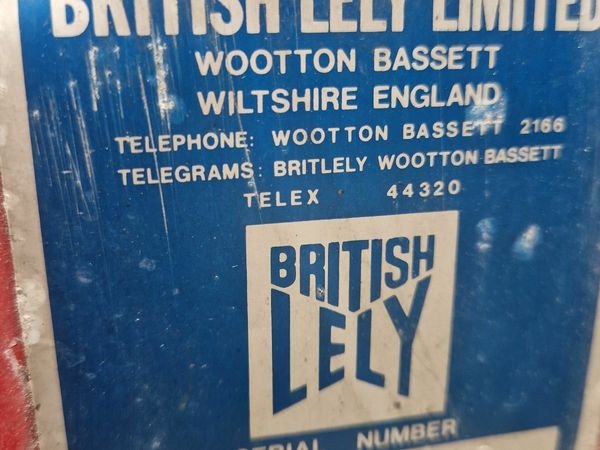 BRITISH LELY LIMITED
WOOTTON BASSETT
WILTSHIRE ENGLAND
TELEPHONE: WOOTTON BASSETT 2166
TELEGRAMS: BRITLELY WOOTTON BASSETT
TELEX 44320
BRITISH
LELY
SERIAL NUMBER